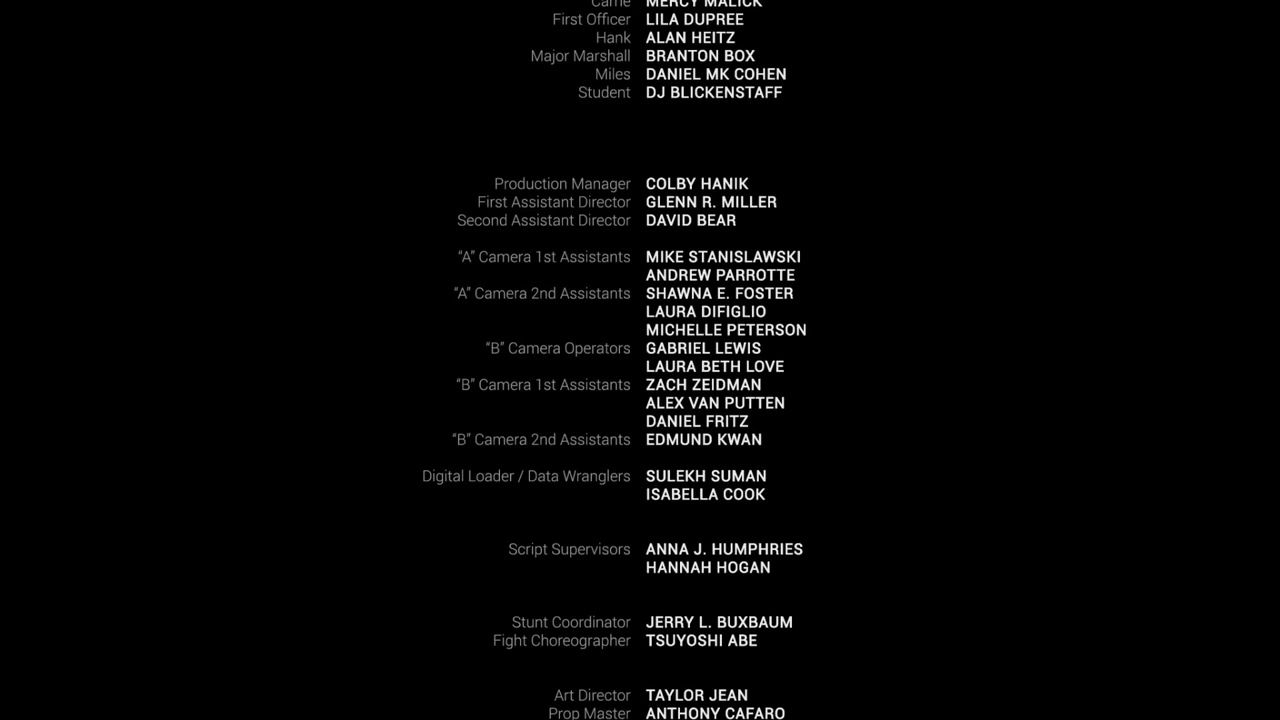 Carrie MERCY MALICK
First Officer LILA DUPREE
Hank ALAN HEITZ
Major Marshall BRANTON BOX
Miles DANIEL MK COHEN
Student DJ BLICKENSTAFF
Production Manager COLBY HANIK
First Assistant Director GLENN R. MILLER
Second Assistant Director DAVID BEAR
“A” Camera 1st Assistants MIKE STANISLAWSKI
ANDREW PARROTTE
“A” Camera 2nd Assistants SHAWNA E. FOSTER
LAURA DIFIGLIO
MICHELLE PETERSON
“B” Camera Operators GABRIEL LEWIS
LAURA BETH LOVE
“B” Camera 1st Assistants ZACH ZEIDMAN
ALEX VAN PUTTEN
DANIEL FRITZ
“B” Camera 2nd Assistants EDMUND KWAN
Digital Loader / Data Wranglers SULEKH SUMAN
ISABELLA COOK
Script Supervisors ANNA J. HUMPHRIES
HANNAH HOGAN
Stunt Coordinator JERRY L. BUXBAUM
Fight Choreographer TSUYOSHI ABE
Art Director TAYLOR JEAN
Prop Master ANTHONY CAFARO